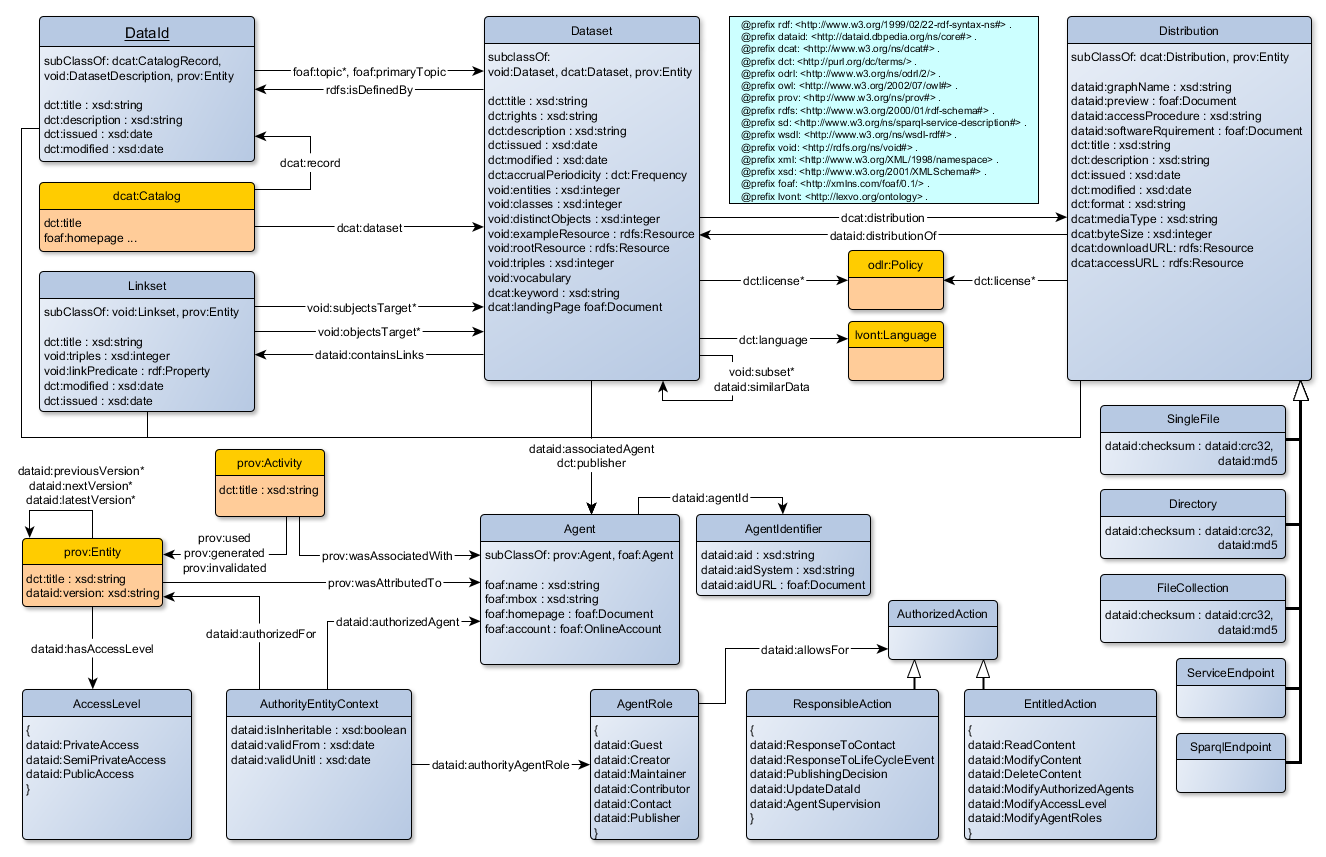 DataId
subClassOf: dcat:CatalogRecord,
void:DatasetDescription, prov:Entity
dct:title : xsd:string
dct:description : xsd:string
dct:issued : xsd:date
dct:modified : xsd:date
foaf:topic*, foaf:primaryTopic
rdfs:isDefinedBy
dcat:record
dcat:Catalog
dct:title
foaf:homepage ...
dcat:dataset
Linkset
subClassOf: void:Linkset, prov:Entity
dct:title : xsd:string
void:triples : xsd:integer
void:linkPredicate : rdf:Property
dct:modified : xsd:date
dct:issued : xsd:date
void:subjectsTarget*
void:objectsTarget*
dataid:containsLinks
Dataset
subclassOf:
void:Dataset, dcat:Dataset, prov:Entity
dct:title : xsd:string
dct:rights : xsd:string
dct:description : xsd:string
dct:issued : xsd:date
dct:modified : xsd:date
dct:accrualPeriodicity : dct:Frequency
void:entities : xsd:integer
void:classes : xsd:integer
void:distinctObjects : xsd:integer
void:exampleResource : rdfs:Resource
void:rootResource : rdfs:Resource
void:triples : xsd:integer
void:vocabulary
dcat:keyword : xsd:string
dcat:landingPage foaf:Document
@prefix rdf: <http://www.w3.org/1999/02/22-rdf-syntax-ns#> .
@prefix dataid: <http://dataid.dbpedia.org/ns/core#> .
@prefix dcat: <http://www.w3.org/ns/dcat#> .
@prefix dct: <http://purl.org/dc/terms/> .
@prefix odrl: <http://www.w3.org/ns/odrl/2/> .
@prefix owl: <http://www.w3.org/2002/07/owl#> .
@prefix prov: <http://www.w3.org/ns/prov#> .
@prefix rdfs: <http://www.w3.org/2000/01/rdf-schema#> .
@prefix sd: <http://www.w3.org/ns/sparql-service-description#> .
@prefix wsdl: <http://www.w3.org/ns/wsdl-rdf#> .
@prefix void: <http://rdfs.org/ns/void#> .
@prefix xml: <http://www.w3.org/XML/1998/namespace> .
@prefix xsd: <http://www.w3.org/2001/XMLSchema#> .
@prefix foaf: <http://xmlns.com/foaf/0.1/> .
@prefix lvont: <http://lexvo.org/ontology> .
dcat:distribution
dataid:distributionOf
dct:license*
odlr:Policy
dct:license*
dct:language
lvont:Language
void:subset*
dataid:similarData
Distribution
subClassOf: dcat:Distribution, prov:Entity
dataid:graphName : xsd:string
dataid:preview : foaf:Document
dataid:accessProcedure : xsd:string
dataid:softwareRquirement : foaf:Document
dct:title : xsd:string
dct:description : xsd:string
dct:issued : xsd:date
dct:modified : xsd:date
dct:format : xsd:string
dcat:mediaType : xsd:string
dcat:byteSize : xsd:integer
dcat:downloadURL: rdfs:Resource
dcat:accessURL : rdfs:Resource
SingleFile
dataid:checksum : dataid:crc32,
dataid:md5
Directory
dataid:checksum : dataid:crc32,
dataid:md5
FileCollection
dataid:checksum : dataid:crc32,
dataid:md5
ServiceEndpoint
SparqlEndpoint
dataid:associatedAgent
dct:publisher
dataid:previousVersion*
dataid:nextVersion*
dataid:latestVersion*
prov:Activity
dct:title : xsd:string
prov:Entity
dct:title : xsd:string
dataid:version: xsd:string
prov:used
prov:generated
prov:invalidated
prov:wasAssociatedWith
prov:wasAttributedTo
dataid:authorizedFor
dataid:authorizedAgent
dataid:hasAccessLevel
Agent
subClassOf: prov:Agent, foaf:Agent
foaf:name : xsd:string
foaf:mbox : xsd:string
foaf:homepage : foaf:Document
foaf:account : foaf:OnlineAccount
dataid:agentId
AgentIdentifier
dataid:aid : xsd:string
dataid:aidSystem : xsd:string
dataid:aidURL : foaf:Document
AuthorizedAction
dataid:allowsFor
AccessLevel
{
dataid:PrivateAccess
dataid:SemiPrivateAccess
dataid:PublicAccess
}
AuthorityEntityContext
dataid:isInheritable : xsd:boolean
dataid:validFrom : xsd:date
dataid:validUnitl : xsd:date
dataid:authorityAgentRole
AgentRole
{
dataid:Guest
dataid:Creator
dataid:Maintainer
dataid:Contributor
dataid:Contact
dataid:Publisher
}
ResponsibleAction
{
dataid:ResponseToContact
dataid:ResponseToLifeCycleEvent
dataid:PublishingDecision
dataid:UpdateDataId
dataid:AgentSupervision
}
EntitledAction
{
dataid:ReadContent
dataid:ModifyContent
dataid:DeleteContent
dataid:ModifyAuthorizedAgents
dataid:ModifyAccessLevel
dataid:ModifyAgentRoles
}